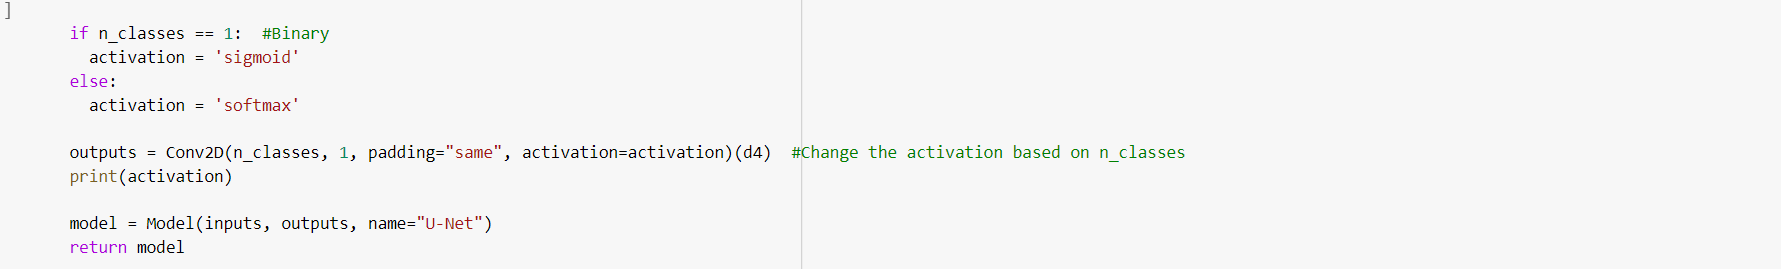 ]
if n_classes == 1:  #Binary
  activation = 'sigmoid'
else:
  activation = 'softmax'
outputs = Conv2D(n_classes, 1, padding="same", activation=activation)(d4)  #Change the activation based on n_classes
print(activation)
model = Model(inputs, outputs, name="U-Net")
return model